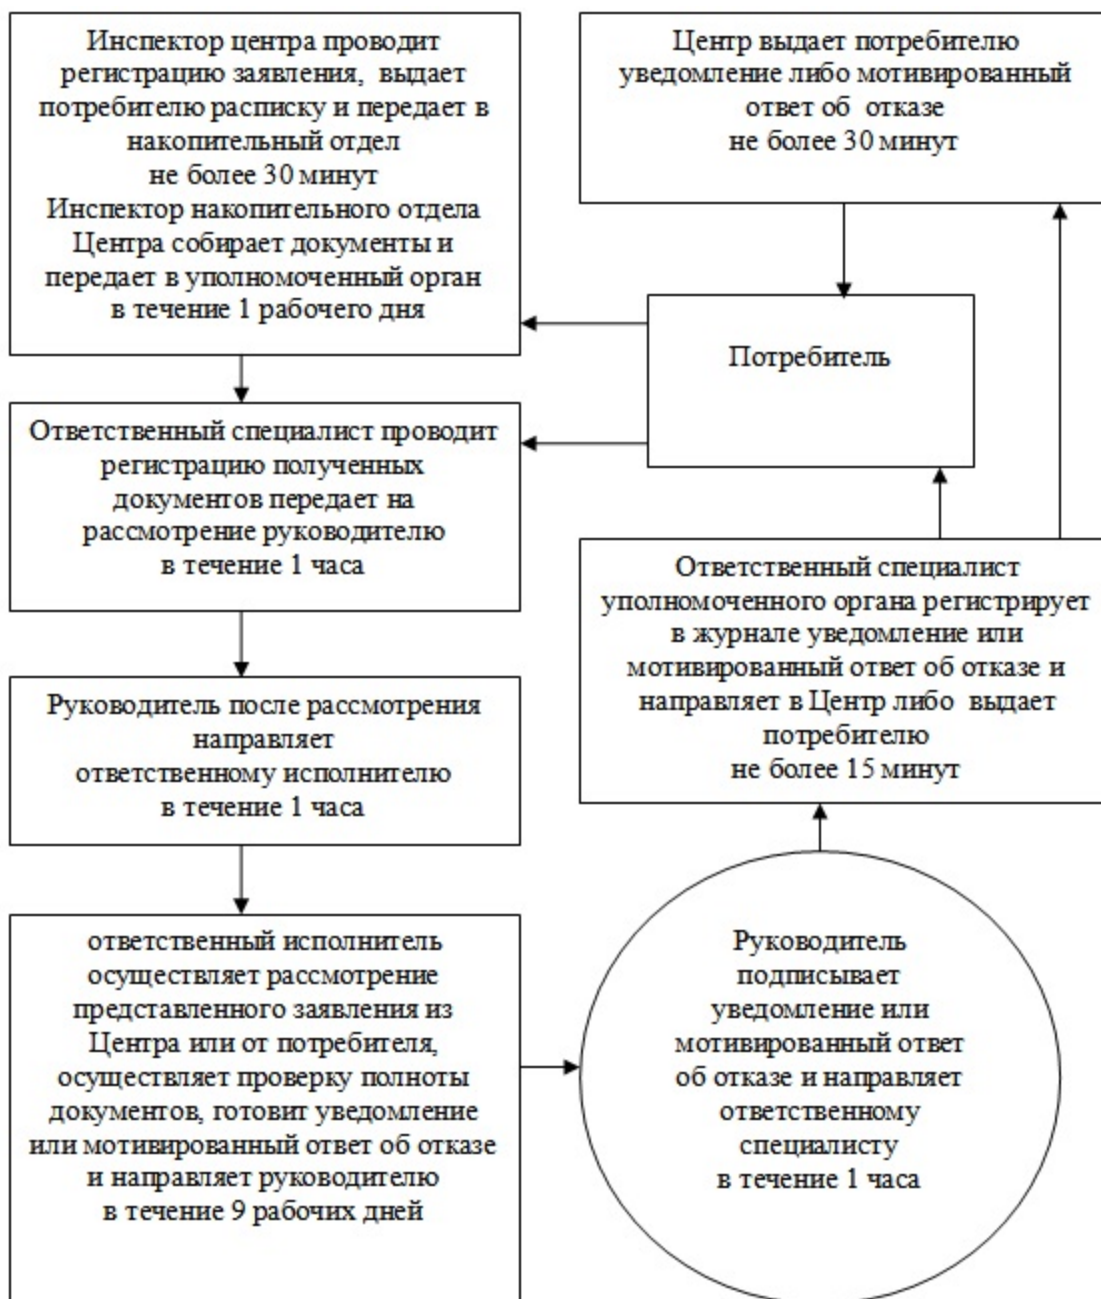 Инспектор центра проводит
регистрацию заявления, выдает
потребителю расписку и передает в
накопительный отдел
не более 30 минут
Инспектор накопительного отдела
Центра собирает документы и
передает в уполномоченный орган
в течение 1 рабочего дня
Центр выдает потребителю
уведомление либо мотивированный
ответ об отказе
не более 30 минут
Потребитель
Ответственный специалист проводит
регистрацию полученных
документов передает на
рассмотрение руководителю
в течение 1 часа
Ответственный специалист
уполномоченного органа регистрирует
в журнале уведомление или
мотивированный ответ об отказе и
направляет в Центр либо выдает
потребителю
не более 15 минут
Руководитель после рассмотрения
направляет
ответственному исполнителю
в течение 1 часа
ответственный исполнитель
осуществляет рассмотрение
представленного заявления из
Центра или от потребителя,
осуществляет проверку полноты
документов, готовит уведомление
или мотивированный ответ об отказе
и направляет руководителю
в течение 9 рабочих дней
Руководитель
подписывает
уведомление или
мотивированный ответ
об отказе и направляет
ответственному
специалисту
в течение 1 часа